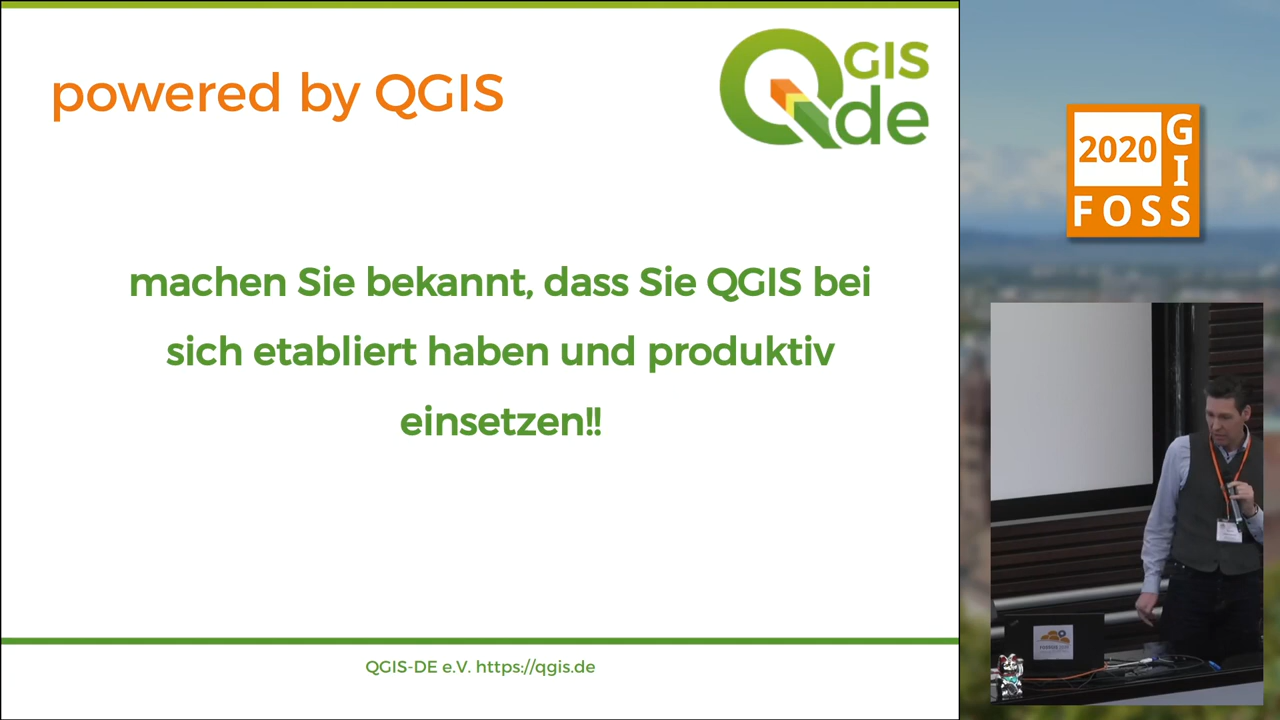 powered by QGIS
QGIS
de
machen Sie bekannt, dass Sie QGIS bei
sich etabliert haben und produktiv
einsetzen!!
QGIS-DE e.V. https://qgis.de
2020
GIS
FOSS